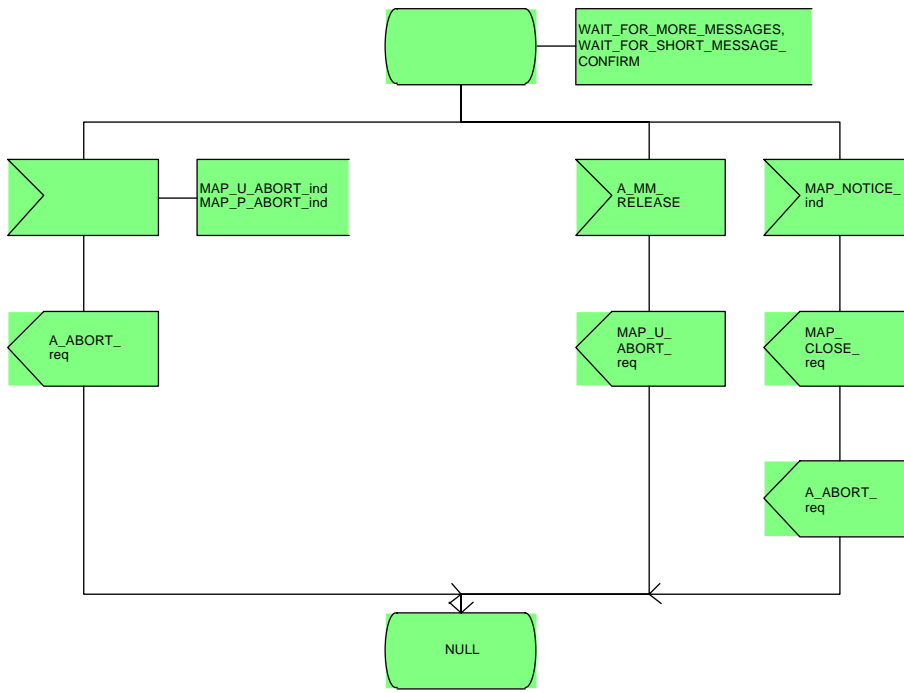 WAIT_FOR_MORE_MESSAGES,
WAIT_FOR_SHORT_MESSAGE_
CONFIRM
MAP_U_ABORT_ind
MAP_P_ABORT_ind
A_MM_
RELEASE
MAP_NOTICE_
ind
A_ABORT_
req
MAP_U_
ABORT_
req
MAP_
CLOSE_
req
A_ABORT_
req
NULL